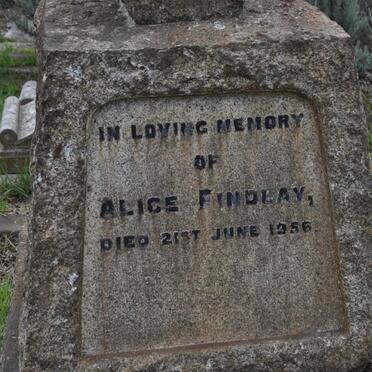 IN LOVING MEMORY
OF
ALICE FINDLAY,
DIED 21ST JUNE 1956